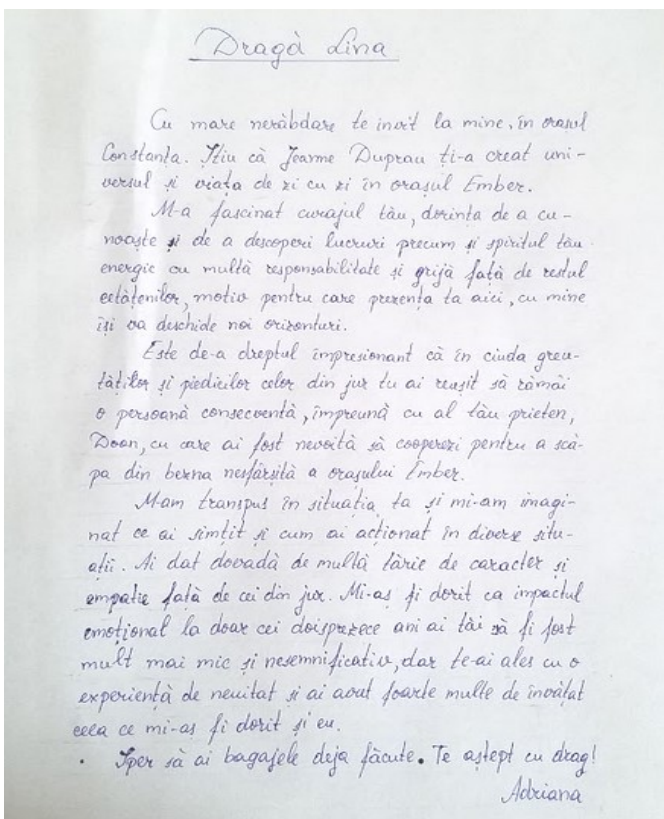 Dragă Lina
Cu mare nerăbdare te invit la mine, în orașul
Constanța. Știu că Jeanne Duprau ți-a creat uni-
versul și viața de zi cu zi în orașul Ember.
M-a fascinat curajul tău, dorința de a cu-
noaște și de a descoperi lucruri precum și spiritul tău
energic cu multă responsabilitate și grijă față de restul
cetățenilor, motiv pentru care prezența ta aici, cu mine
îți va deschide noi orizonturi.
Este de-a dreptul impresionant că în ciuda greu-
tăților și piedicilor celor din jur tu ai reușit să rămâi
o persoană consecventă, împreună cu al tău prieten,
Doon, cu care ai fost nevoită să cooperezi pentru a scă-
pa din bezna nesfârșită a orașului Ember.
M-am transpus în situația ta și mi-am imagi-
nat ce ai simțit și cum ai acționat în diverse situ-
ații. Ai dat dovadă de multă tărie de caracter și
empatie față de cei din jur. Mi-aș fi dorit ca impactul
emoțional la doar cei doisprezece ani ai tăi să fi fost
mult mai mic și nesemnificativ, dar te-ai ales cu o
experiență de neuitat și ai avut foarte multe de învățat
ceea ce mi-aș fi dorit și eu.
Sper să ai bagajele deja făcute. Te aștept cu drag!
Adriana